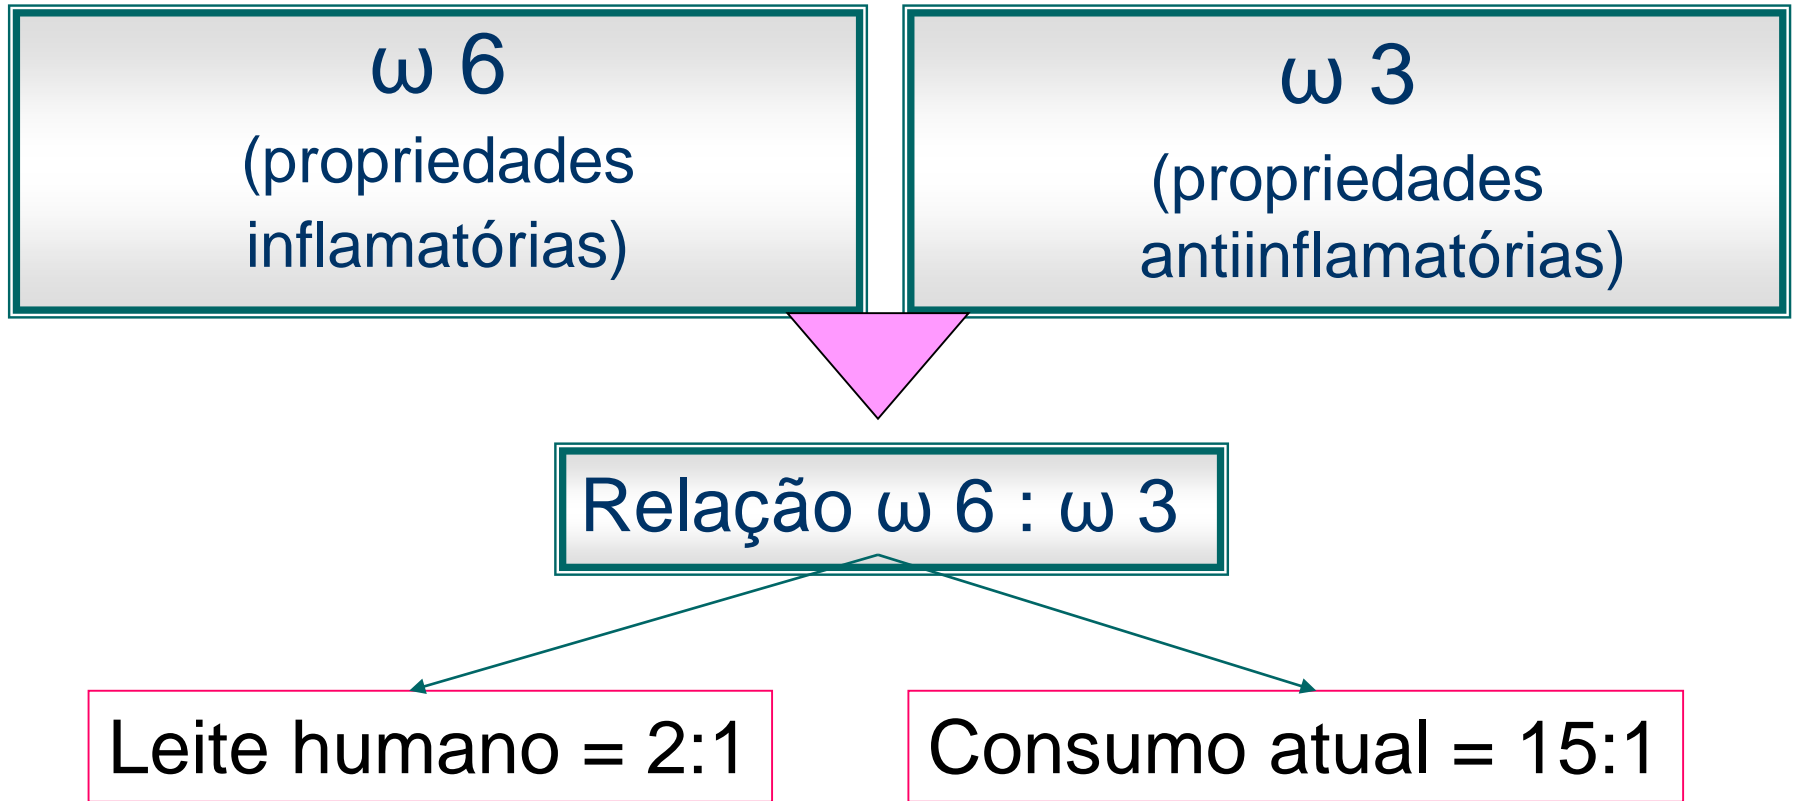 ω 6
(propriedades
inflamatórias)
ω 3
(propriedades
antiinflamatórias)
Relação ω 6 : ω 3
Leite humano = 2:1
Consumo atual = 15:1